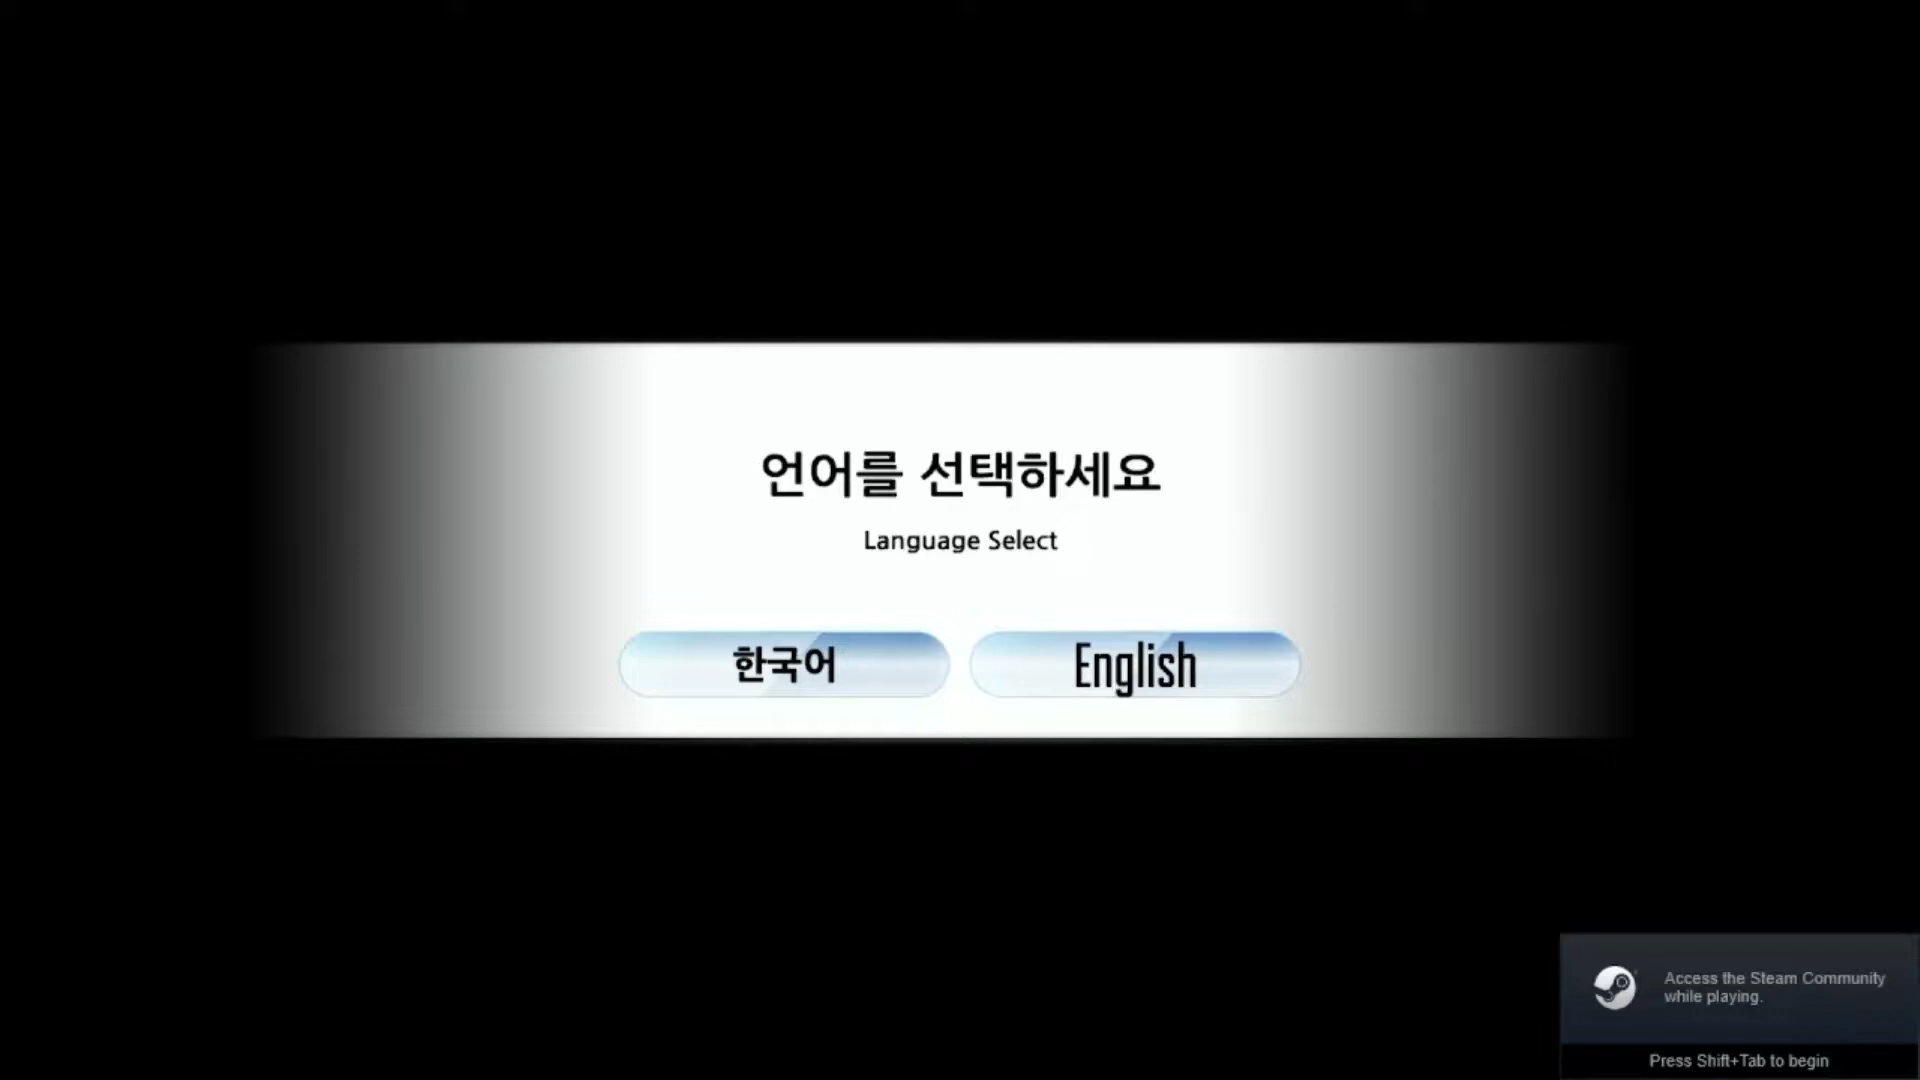 언어를 선택하세요
Language Select
한국어
English
Access the Steam Community
while playing.
Press Shift+Tab to begin